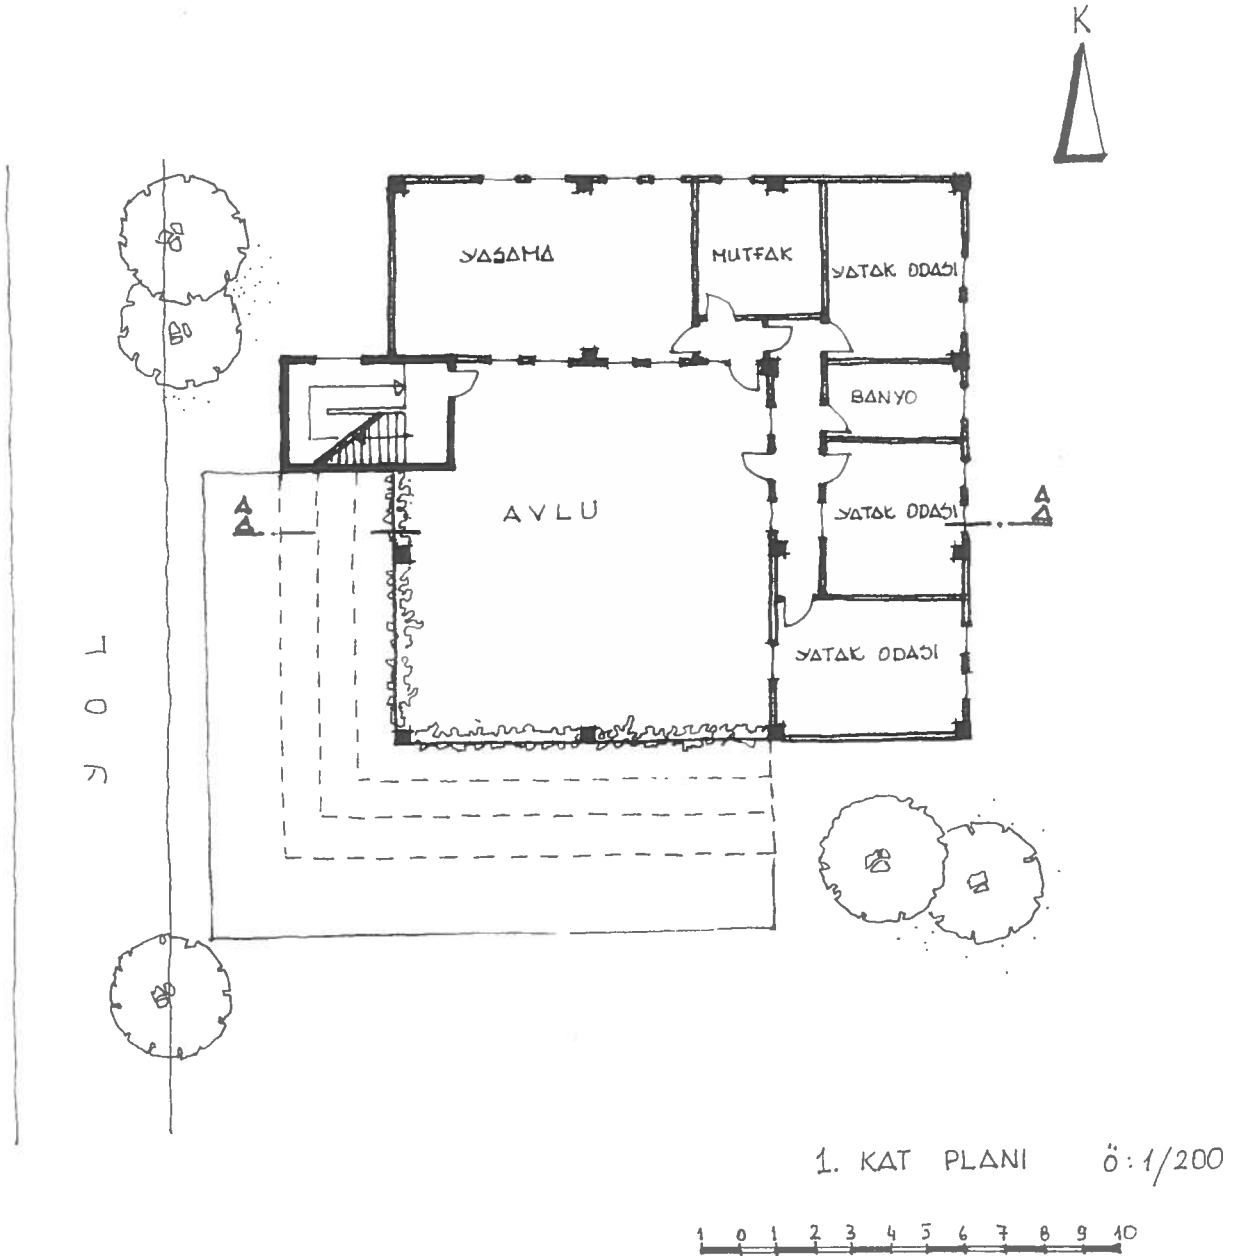 K
YAŞAMA
MUTFAK
YATAK ODASI
BANYO
AVLU
A
A
YATAK ODASI
A
A
YOL
YATAK ODASI
1. KAT PLANI Ö:1/200
1 0 1 2 3 4 5 6 7 8 9 10